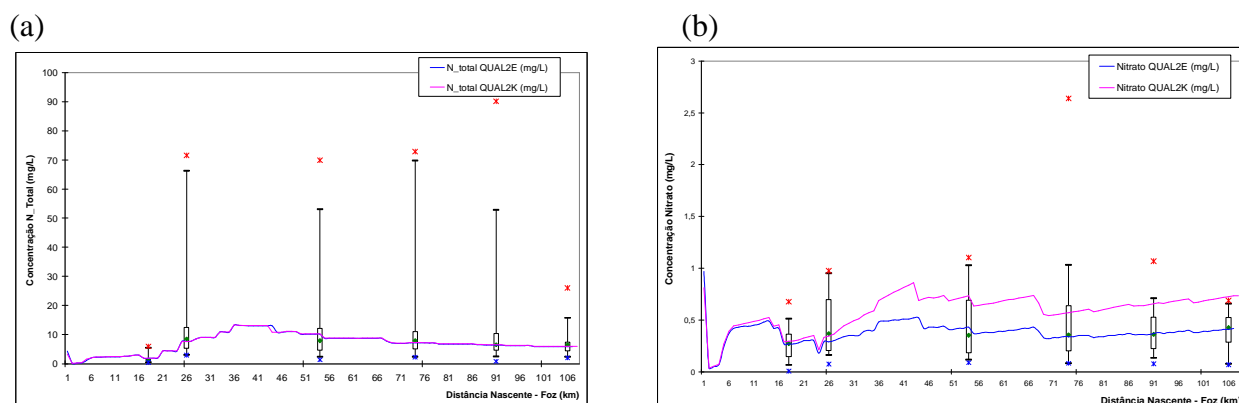 (a)
N_total QUAL2E (mg/L)
N_total QUAL2K (mg/L)
Concentração N_Total (mg/L)
100
90
80
70
60
50
40
30
20
10
0
1 6 11 16 21 26 31 36 41 46 51 56 61 66 71 76 81 86 91 96 101 106
Distância Nascente - Foz (km)
(b)
Nitrato QUAL2E (mg/L)
Nitrato QUAL2K (mg/L)
Concentração Nitrato (mg/L)
3
2,5
2
1,5
1
0,5
0
1 6 11 16 21 26 31 36 41 46 51 56 61 66 71 76 81 86 91 96 101 106
Distância Nascente - Foz (km)